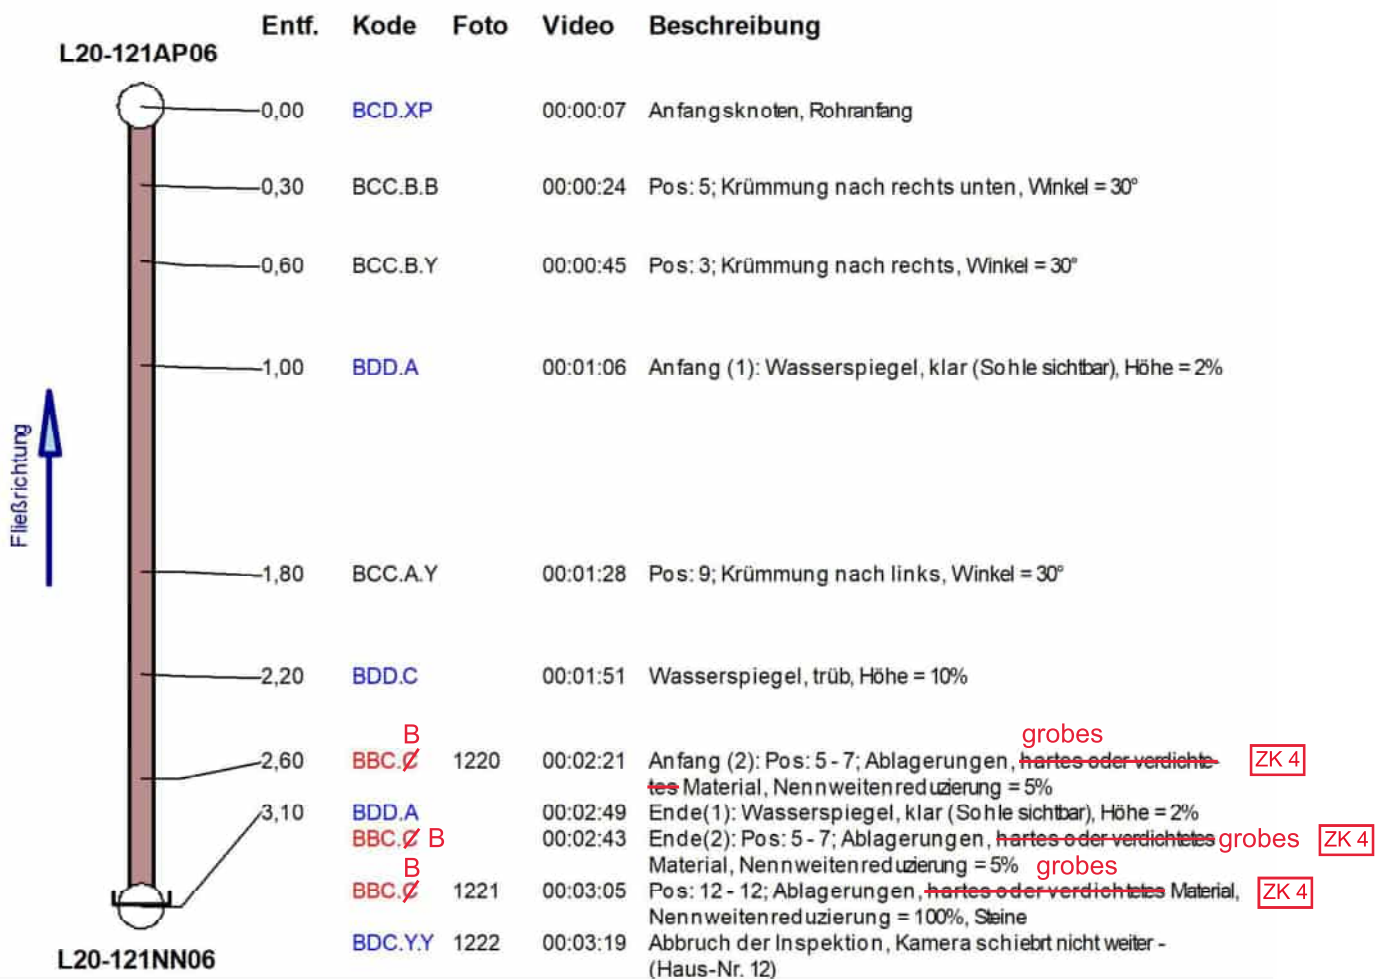 Entf. Kode Foto Video Beschreibung
L20-121AP06
0,00 BCD.XP 00:00:07 Anfangsknoten, Rohranfang
0,30 BCC.B.B 00:00:24 Pos: 5; Krümmung nach rechts unten, Winkel = 30°
0,60 BCC.B.Y 00:00:45 Pos: 3; Krümmung nach rechts, Winkel = 30°
1,00 BDD.A 00:01:06 Anfang (1): Wasserspiegel, klar (Sohle sichtbar), Höhe = 2%
Fließrichtung
1,80 BCC.A.Y 00:01:28 Pos: 9; Krümmung nach links, Winkel = 30°
2,20 BDD.C 00:01:51 Wasserspiegel, trüb, Höhe = 10%
B grobes
2,60 BBC.C 1220 00:02:21 Anfang (2): Pos: 5 - 7; Ablagerungen, hartes oder verdichte- ZK 4
tes Material, Nennweitenreduzierung = 5%
3,10 BDD.A 00:02:49 Ende(1): Wasserspiegel, klar (Sohle sichtbar), Höhe = 2%
BBC.C B 00:02:43 Ende(2): Pos: 5 - 7; Ablagerungen, hartes oder verdichtetes grobes ZK 4
Material, Nennweitenreduzierung = 5%
B grobes
BBC.C 1221 00:03:05 Pos: 12 - 12; Ablagerungen, hartes oder verdichtetes Material, ZK 4
Nennweitenreduzierung = 100%, Steine
BDC.Y.Y 1222 00:03:19 Abbruch der Inspektion, Kamera schiebrt nicht weiter -
(Haus-Nr. 12)
L20-121NN06